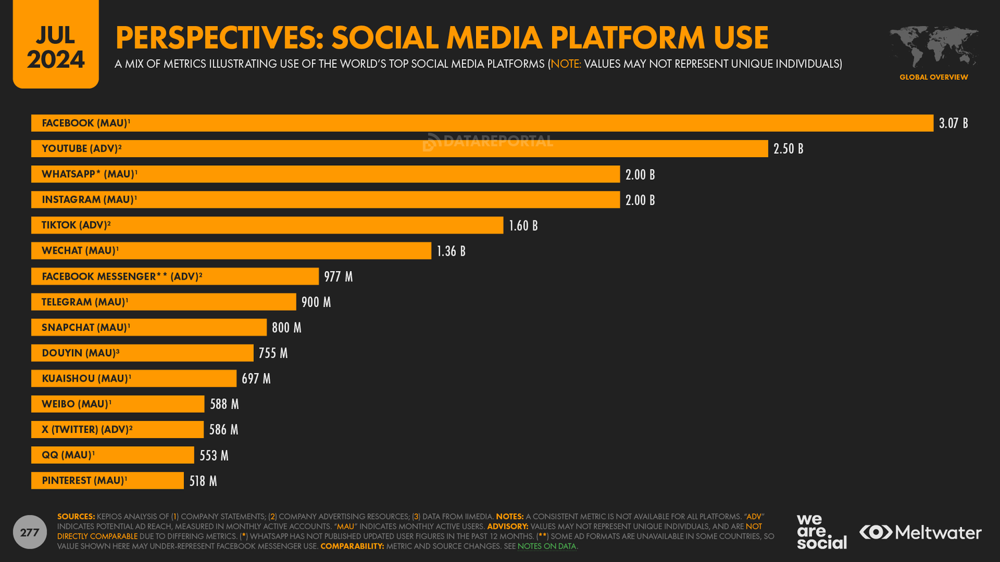 JUL
2024
PERSPECTIVES: SOCIAL MEDIA PLATFORM USE
A MIX OF METRICS ILLUSTRATING USE OF THE WORLD'S TOP SOCIAL MEDIA PLATFORMS (NOTE: VALUES MAY NOT REPRESENT UNIQUE INDIVIDUALS)
GLOBAL OVERVIEW
FACEBOOK (MAU)¹ 3.07 B
DATAREPORTAL
YOUTUBE (ADV)² 2.50 B
WHATSAPP* (MAU)¹ 2.00 B
INSTAGRAM (MAU)¹ 2.00 B
TIKTOK (ADV)² 1.60 B
WECHAT (MAU)¹ 1.36 B
FACEBOOK MESSENGER** (ADV)² 977 M
TELEGRAM (MAU)¹ 900 M
SNAPCHAT (MAU)¹ 800 M
DOUYIN (MAU)³ 755 M
KUAISHOU (MAU)¹ 697 M
WEIBO (MAU)¹ 588 M
X (TWITTER) (ADV)² 586 M
QQ (MAU)¹ 553 M
PINTEREST (MAU)¹ 518 M
277
SOURCES: KEPIOS ANALYSIS OF (1) COMPANY STATEMENTS; (2) COMPANY ADVERTISING RESOURCES; (3) DATA FROM IIMEDIA. NOTES: A CONSISTENT METRIC IS NOT AVAILABLE FOR ALL PLATFORMS. "ADV"
INDICATES POTENTIAL AD REACH, MEASURED IN MONTHLY ACTIVE ACCOUNTS. "MAU" INDICATES MONTHLY ACTIVE USERS. ADVISORY: VALUES MAY NOT REPRESENT UNIQUE INDIVIDUALS, AND ARE NOT
DIRECTLY COMPARABLE DUE TO DIFFERING METRICS. (*) WHATSAPP HAS NOT PUBLISHED UPDATED USER FIGURES IN THE PAST 12 MONTHS. (**) SOME AD FORMATS ARE UNAVAILABLE IN SOME COUNTRIES, SO
VALUE SHOWN HERE MAY UNDER-REPRESENT FACEBOOK MESSENGER USE. COMPARABILITY: METRIC AND SOURCE CHANGES. SEE NOTES ON DATA.
we
are
social
Meltwater